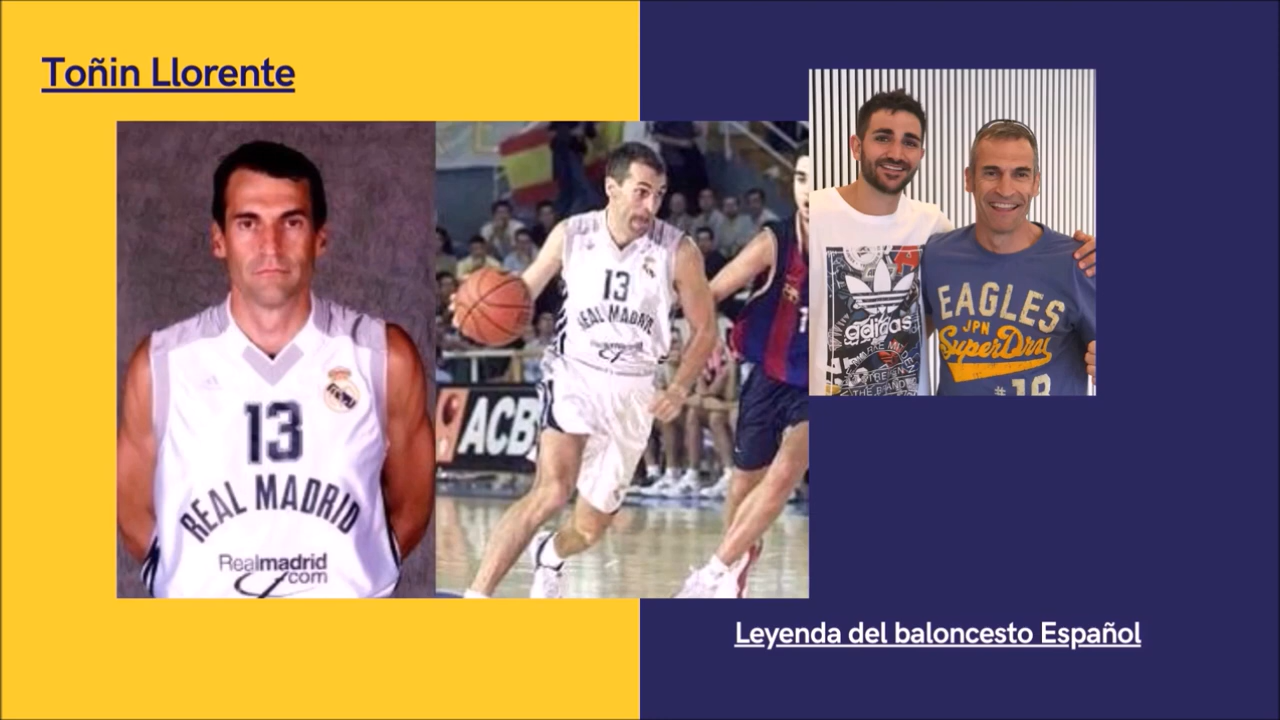 Toñin Llorente
13
REAL MADRID
Realmadrid
com
13
REAL MADRID
ACB
adidas
EAGLES
JPN
SuperDry
#18
Leyenda del baloncesto Español